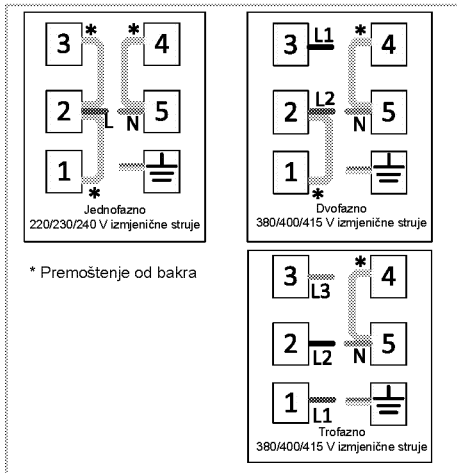 3 * * 4
2 L N 5
1 *
Jednofazno
220/230/240 V izmjenične struje
3 L1 * 4
2 L2 N 5
1 *
Dvofazno
380/400/415 V izmjenične struje
* Premoštenje od bakra
3 L3 * 4
2 L2 N 5
1 L1
Trofazno
380/400/415 V izmjenične struje